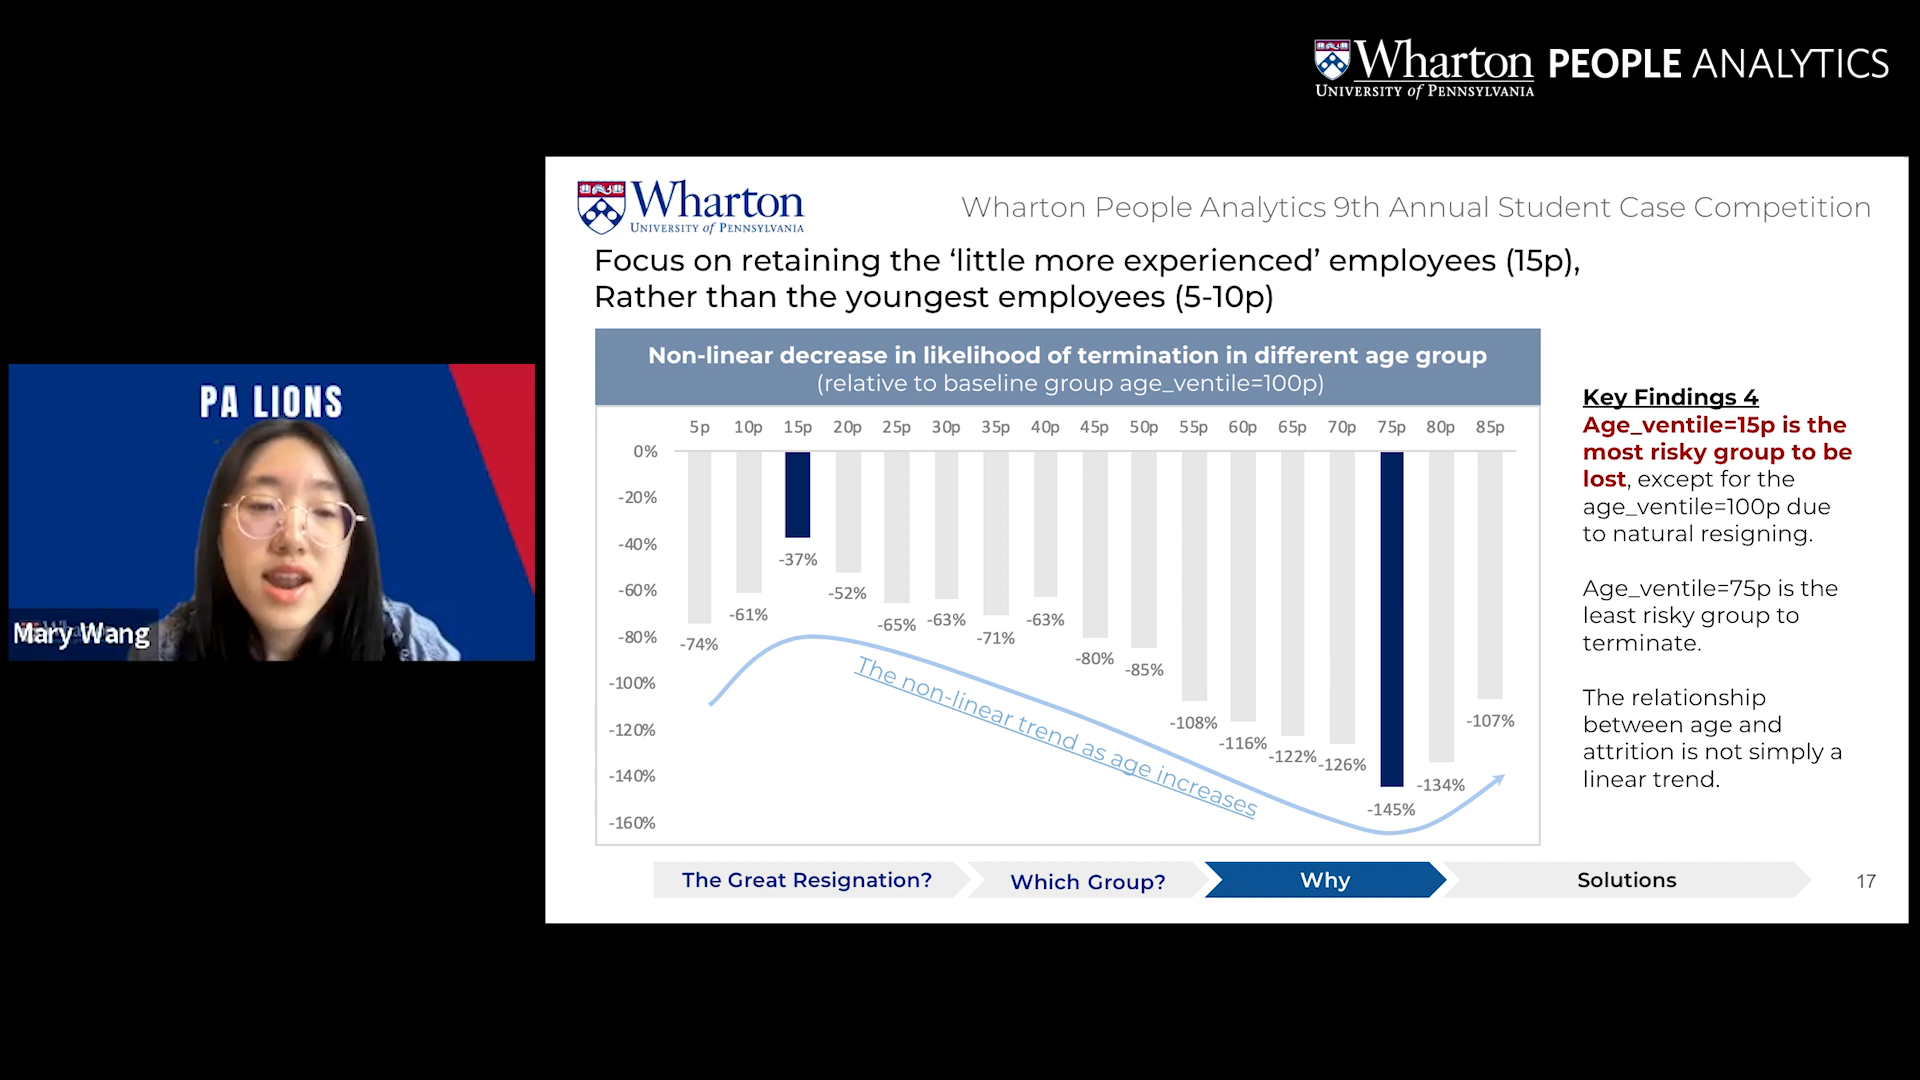 Wharton PEOPLE ANALYTICS
UNIVERSITY of PENNSYLVANIA
Wharton
UNIVERSITY of PENNSYLVANIA
Wharton People Analytics 9th Annual Student Case Competition
Focus on retaining the ‘little more experienced’ employees (15p),
Rather than the youngest employees (5-10p)
Non-linear decrease in likelihood of termination in different age group
(relative to baseline group age_ventile=100p)
5p 10p 15p 20p 25p 30p 35p 40p 45p 50p 55p 60p 65p 70p 75p 80p 85p
0%
-20%
-40%
-60%
-80%
-100%
-120%
-140%
-160%
-74% -61% -37% -52% -65% -63% -71% -63% -80% -85% -108% -116% -122% -126% -145% -134% -107%
The non-linear trend as age increases
Key Findings 4
Age_ventile=15p is the
most risky group to be
lost, except for the
age_ventile=100p due
to natural resigning.
Age_ventile=75p is the
least risky group to
terminate.
The relationship
between age and
attrition is not simply a
linear trend.
The Great Resignation?
Which Group?
Why
Solutions
17
PA LIONS
Mary Wang